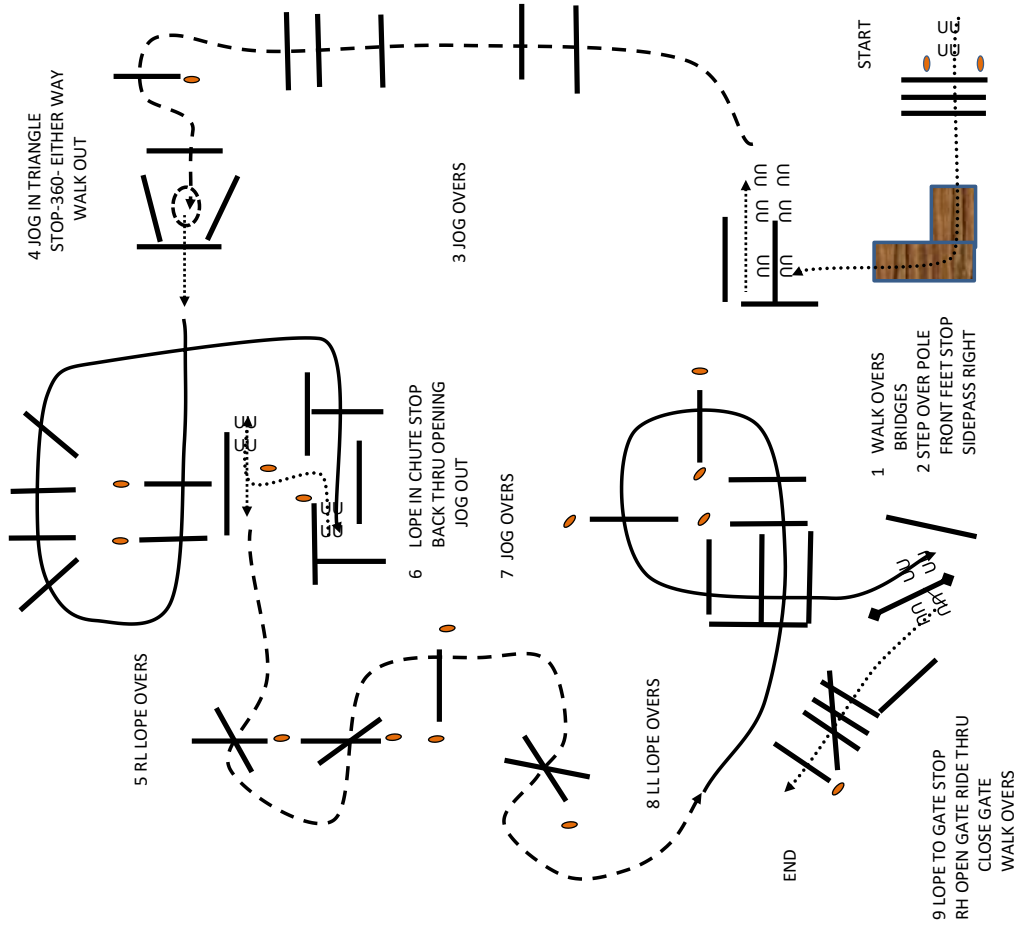 START
1 WALK OVERS
BRIDGES
2 STEP OVER POLE
FRONT FEET STOP
SIDEPASS RIGHT
3 JOG OVERS
4 JOG IN TRIANGLE
STOP-360- EITHER WAY
WALK OUT
5 RL LOPE OVERS
6 LOPE IN CHUTE STOP
BACK THRU OPENING
JOG OUT
7 JOG OVERS
8 LL LOPE OVERS
9 LOPE TO GATE STOP
RH OPEN GATE RIDE THRU
CLOSE GATE
WALK OVERS
END